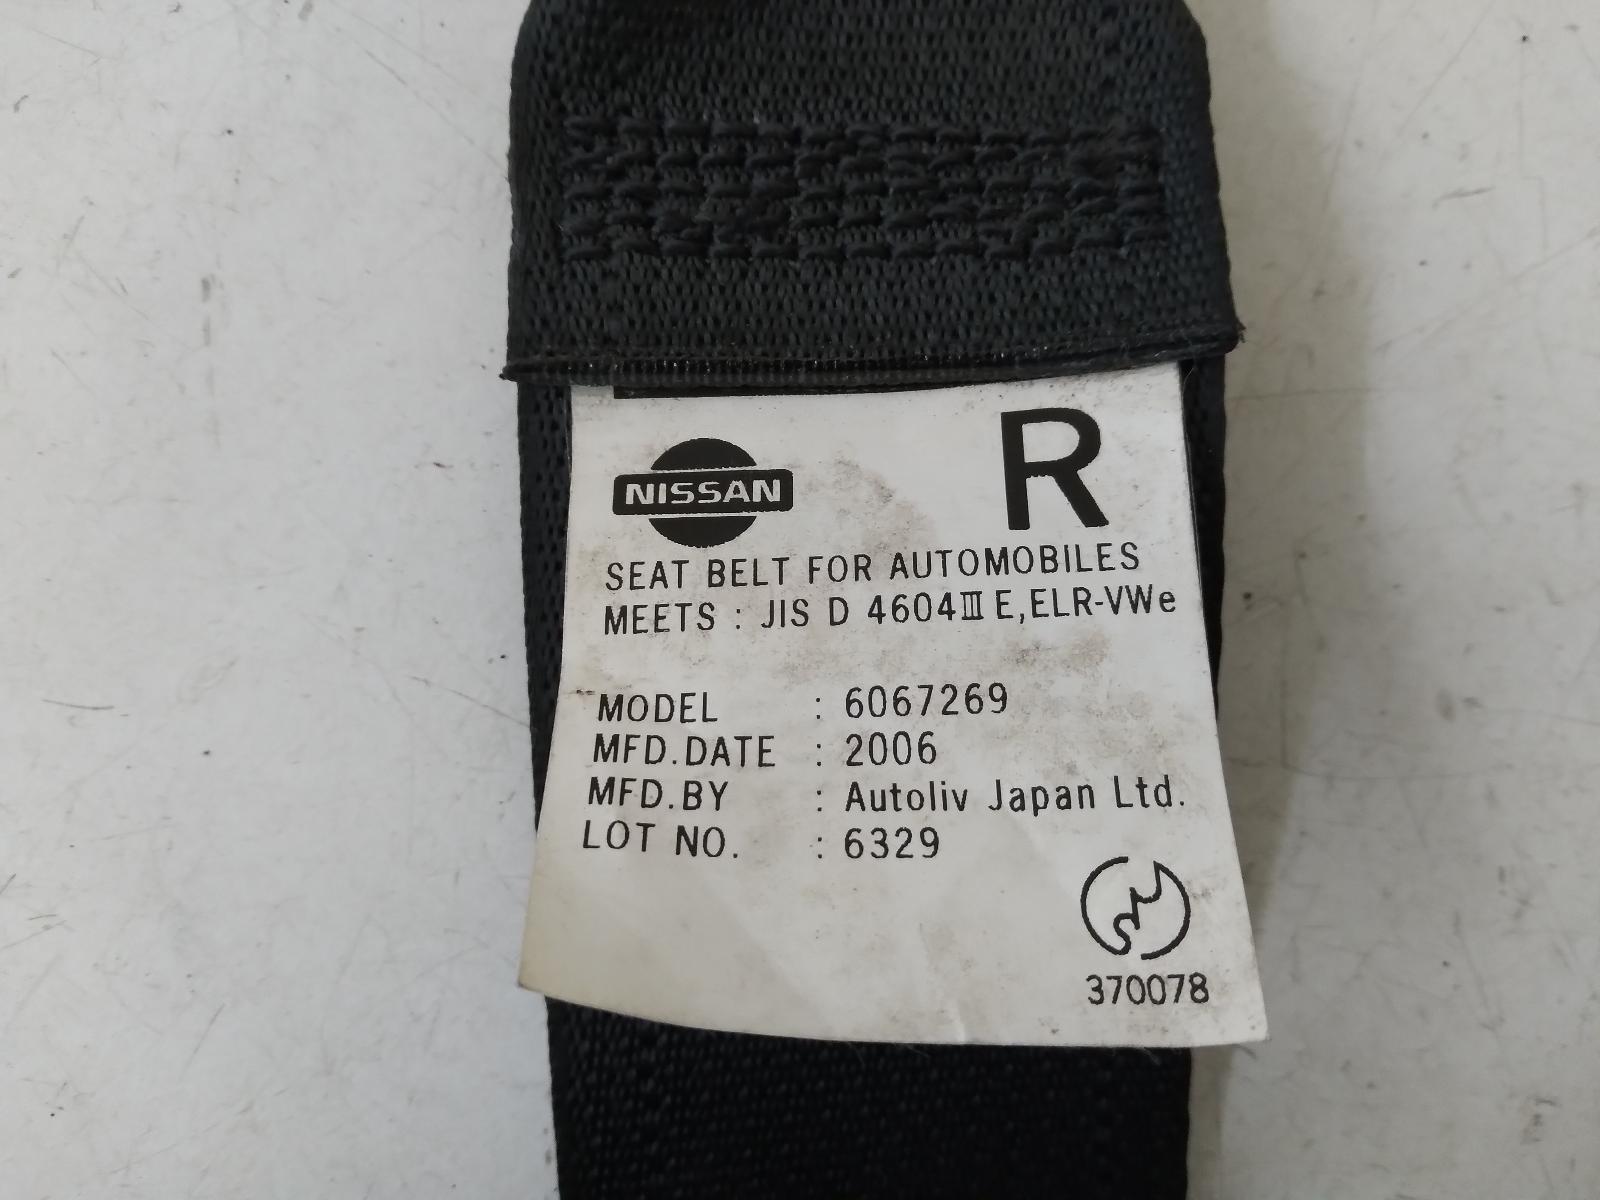 NISSAN
R
SEAT BELT FOR AUTOMOBILES
MEETS : JIS D 4604Ⅲ E,ELR-VWe
MODEL : 6067269
MFD.DATE : 2006
MFD.BY : Autoliv Japan Ltd.
LOT NO. : 6329
370078